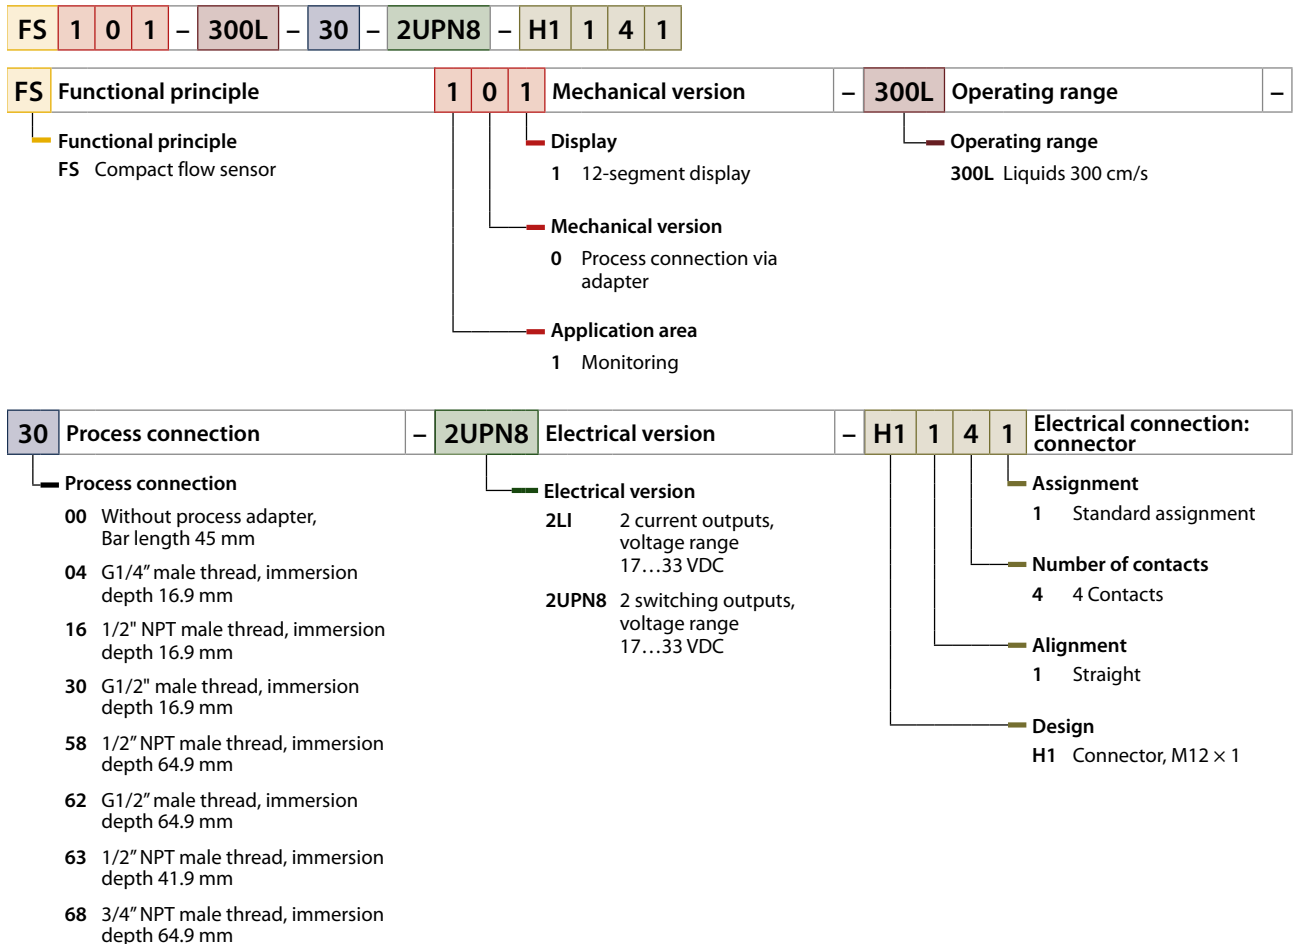 FS 1 0 1 – 300L – 30 – 2UPN8 – H1 1 4 1
FS Functional principle 1 0 1 Mechanical version – 300L Operating range –
Functional principle
FS Compact flow sensor
Display
1 12-segment display
Mechanical version
0 Process connection via
adapter
Application area
1 Monitoring
Operating range
300L Liquids 300 cm/s
30 Process connection – 2UPN8 Electrical version – H1 1 4 1 Electrical connection:
connector
Process connection
00 Without process adapter,
Bar length 45 mm
04 G1/4″ male thread, immersion
depth 16.9 mm
16 1/2" NPT male thread, immersion
depth 16.9 mm
30 G1/2" male thread, immersion
depth 16.9 mm
58 1/2″ NPT male thread, immersion
depth 64.9 mm
62 G1/2″ male thread, immersion
depth 64.9 mm
63 1/2″ NPT male thread, immersion
depth 41.9 mm
68 3/4″ NPT male thread, immersion
depth 64.9 mm
Electrical version
2LI 2 current outputs,
voltage range
17…33 VDC
2UPN8 2 switching outputs,
voltage range
17…33 VDC
Assignment
1 Standard assignment
Number of contacts
4 4 Contacts
Alignment
1 Straight
Design
H1 Connector, M12 × 1